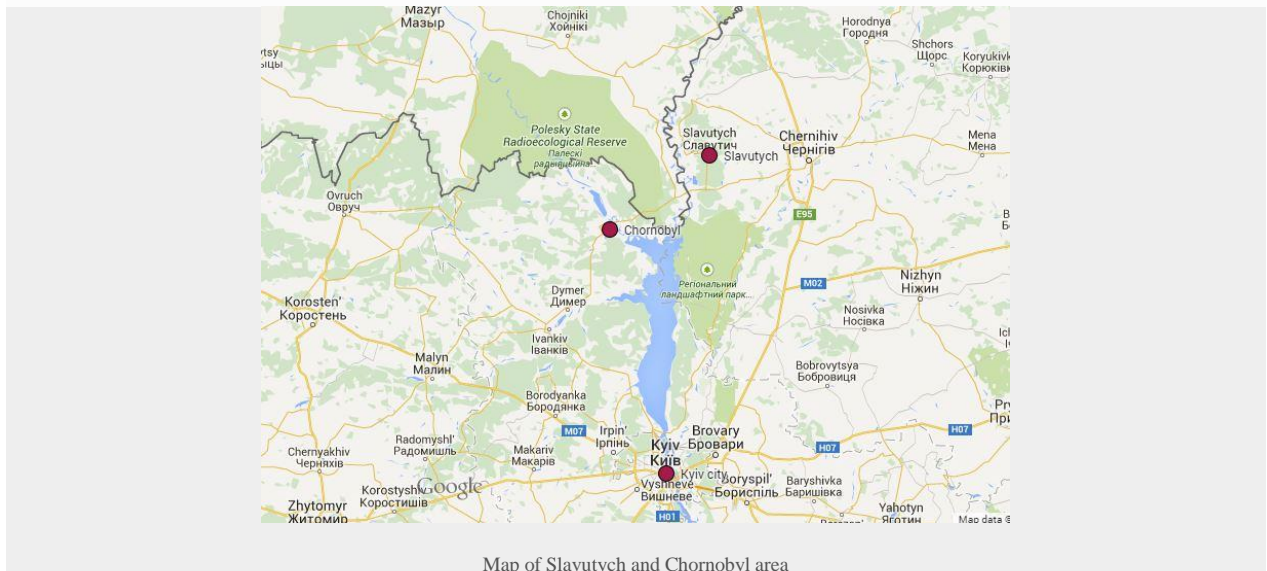 Mazyr
Мазыр
Chojniki
Хойнікі
Horodnya
Городня
Shchors
Щорс
Koryukivk
Корюківк
Polesky State
Radioecological Reserve
Палескі
радыяцыйна...
Slavutych
Славутич
Slavutych
Chernihiv
Чернігів
Mena
Мена
Ovruch
Овруч
E95
Chornobyl
Регіональний
ландшафтний парк...
M02
Nizhyn
Ніжин
Dymer
Димер
Korosten'
Коростень
Nosivka
Носівка
Ivankiv
Іванків
Malyn
Малин
Bobrovytsya
Бобровиця
Borodyanka
Бородянка
M07
Irpin'
Ірпінь
Kyiv
Київ
Brovary
Бровари
H07
H07
Radomyshl'
Радомишль
Makariv
Макарів
Chernyakhiv
Черняхів
Kyiv city
Vyshneve
Вишневе
Boryspil'
Бориспіль
Baryshivka
Баришівка
Korostyshiv
Коростишів
Google
Zhytomyr
Житомир
H01
Yahotyn
Яготин
Map data ©
Map of Slavutych and Chornobyl area